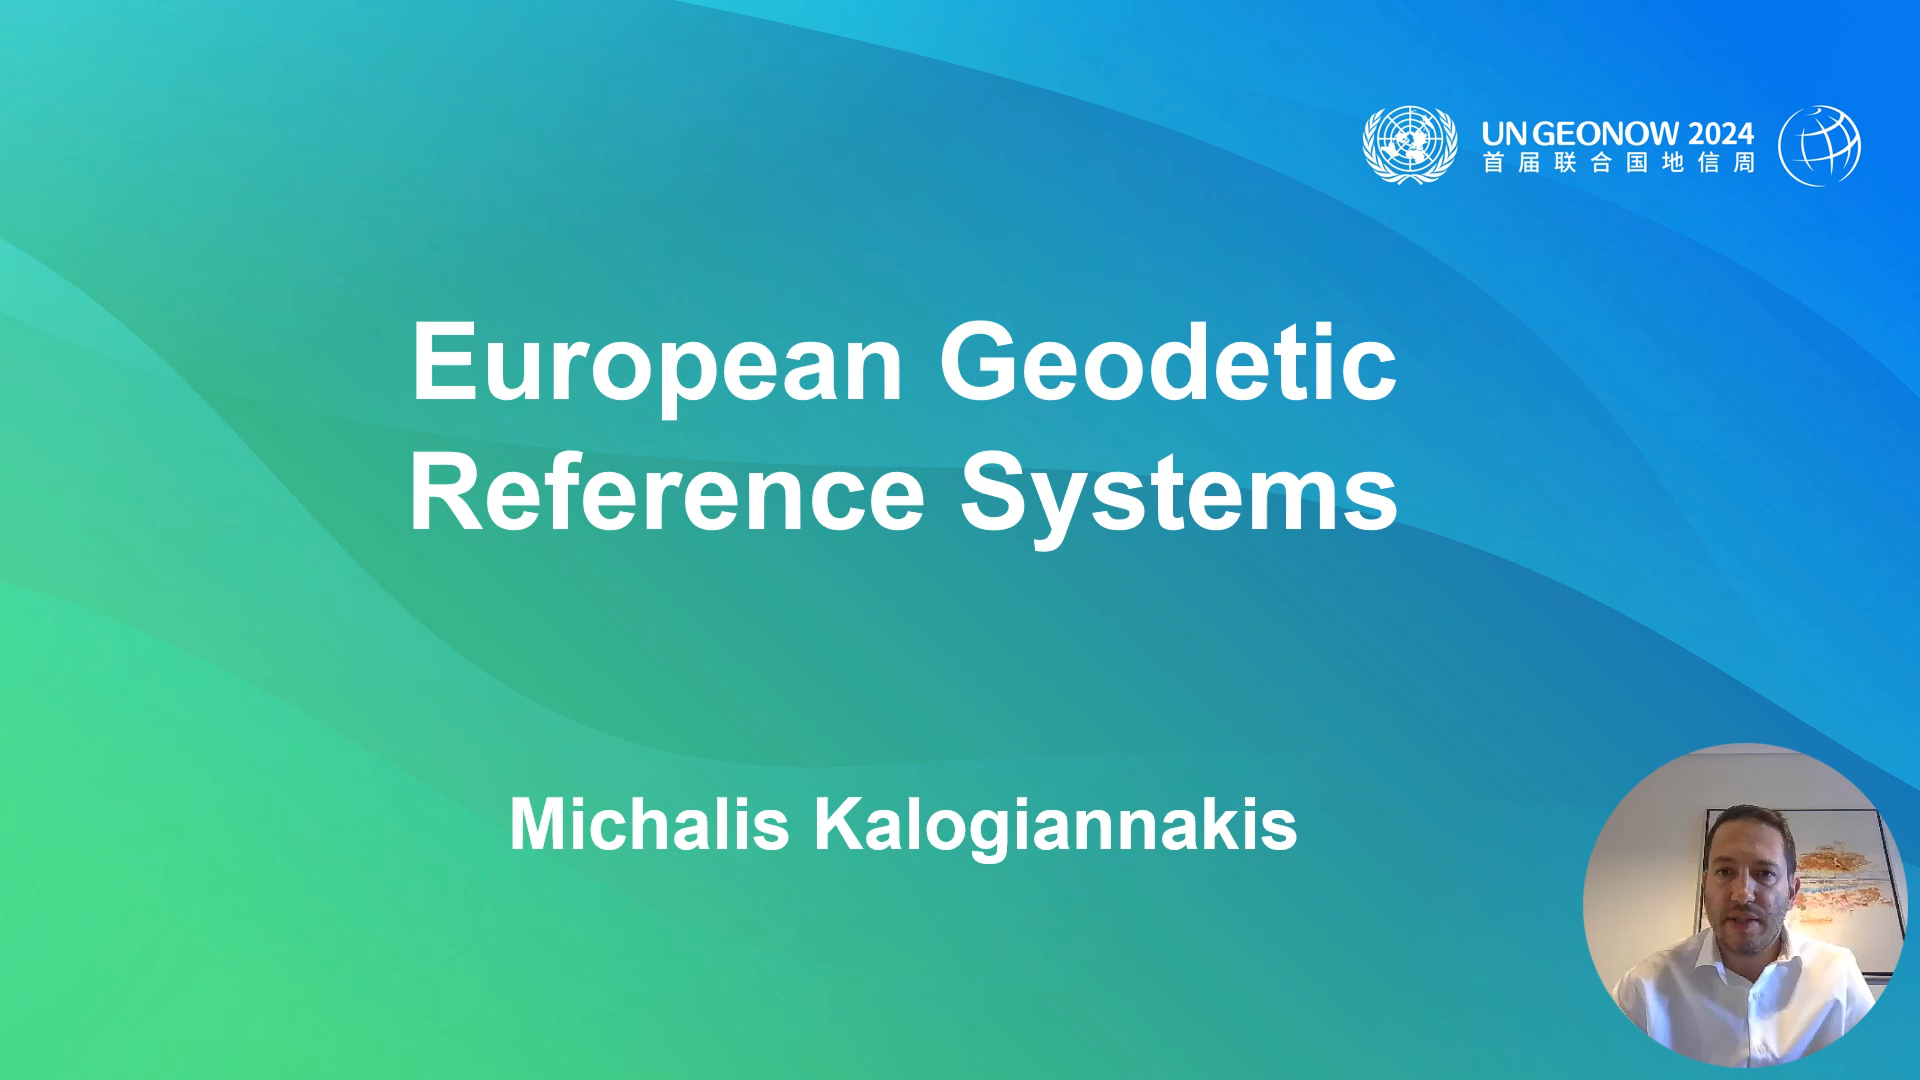 UN GEONOW 2024
首届联合国地信周
European Geodetic
Reference Systems
Michalis Kalogiannakis